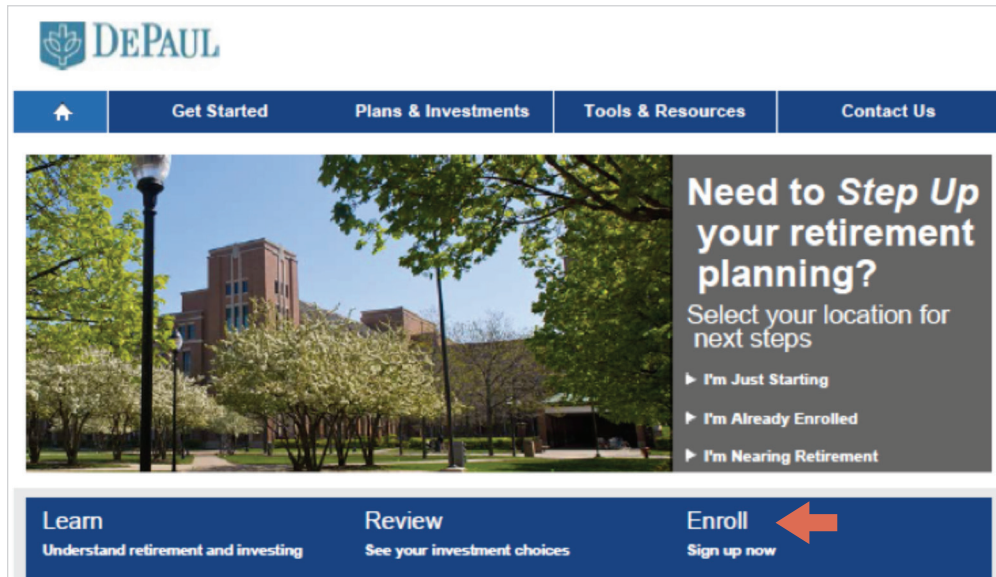 DEPAUL
Get Started
Plans & Investments
Tools & Resources
Contact Us
Need to Step Up
your retirement
planning?
Select your location for
next steps
I'm Just Starting
I'm Already Enrolled
I'm Nearing Retirement
Learn
Understand retirement and investing
Review
See your investment choices
Enroll
Sign up now